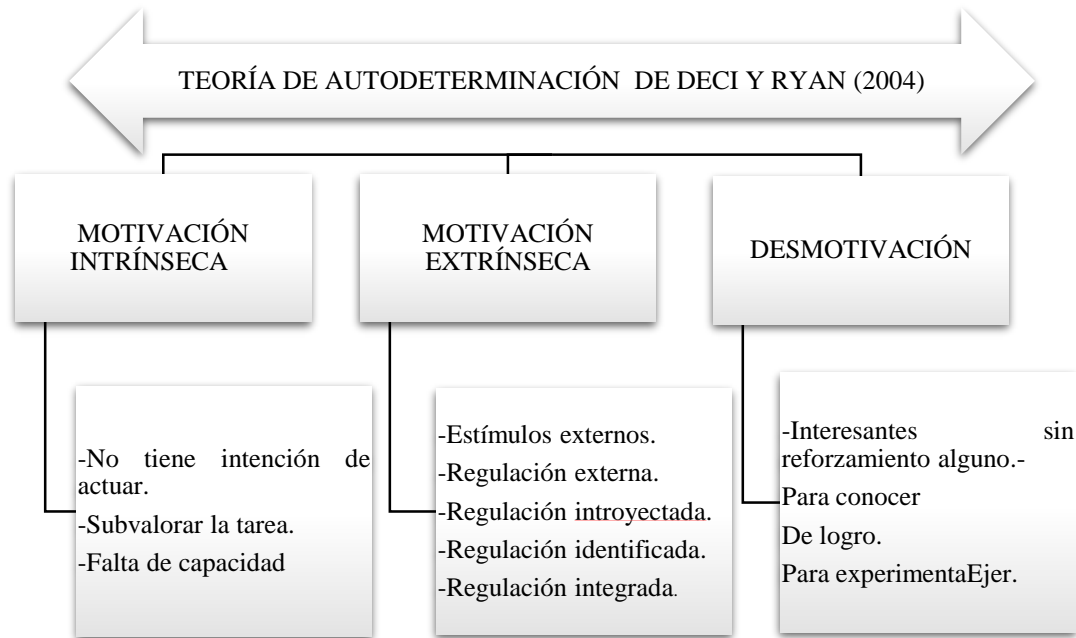 TEORÍA DE AUTODETERMINACIÓN DE DECI Y RYAN (2004)
MOTIVACIÓN
INTRÍNSECA
MOTIVACIÓN
EXTRÍNSECA
DESMOTIVACIÓN
-No tiene intención de
actuar.
-Subvalorar la tarea.
-Falta de capacidad
-Estímulos externos.
-Regulación externa.
-Regulación introyectada.
-Regulación identificada.
-Regulación integrada.
-Interesantes sin
reforzamiento alguno.-
Para conocer
De logro.
Para experimentaEjer.